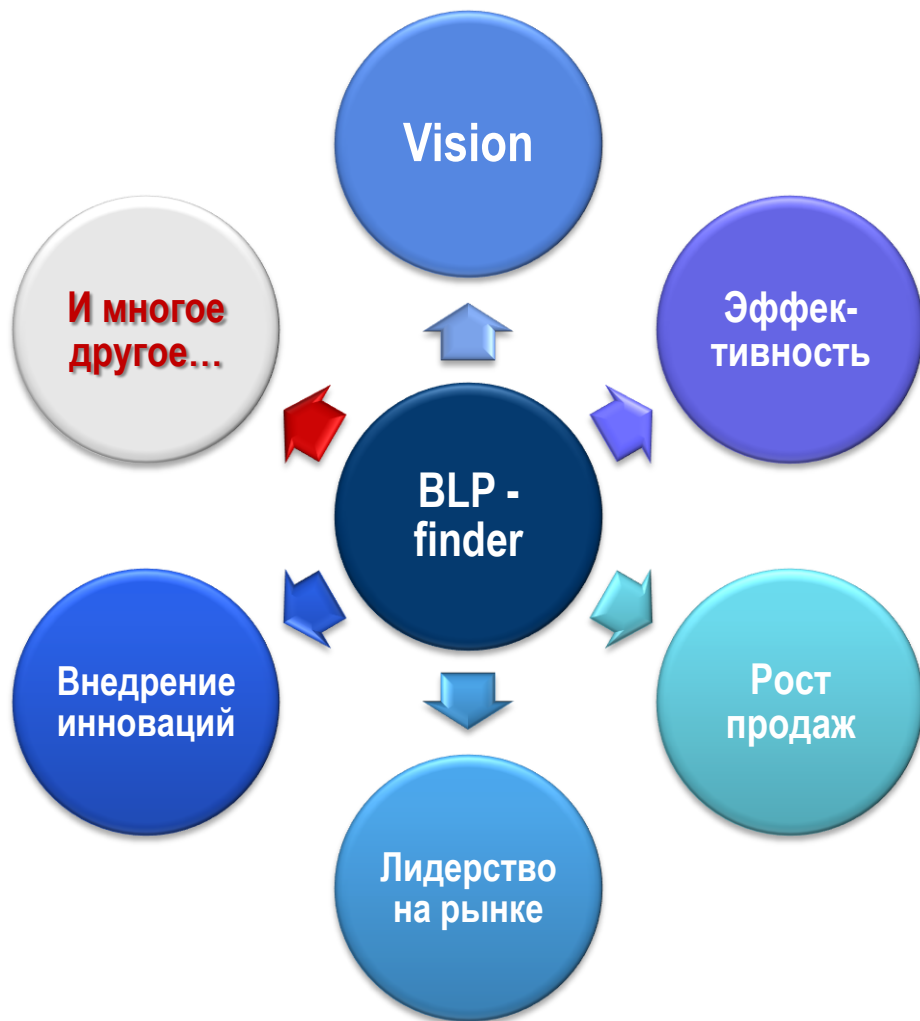 Vision
Эффек-
тивность
Рост
продаж
Лидерство
на рынке
Внедрение
инноваций
И многое
другое…
BLP -
finder